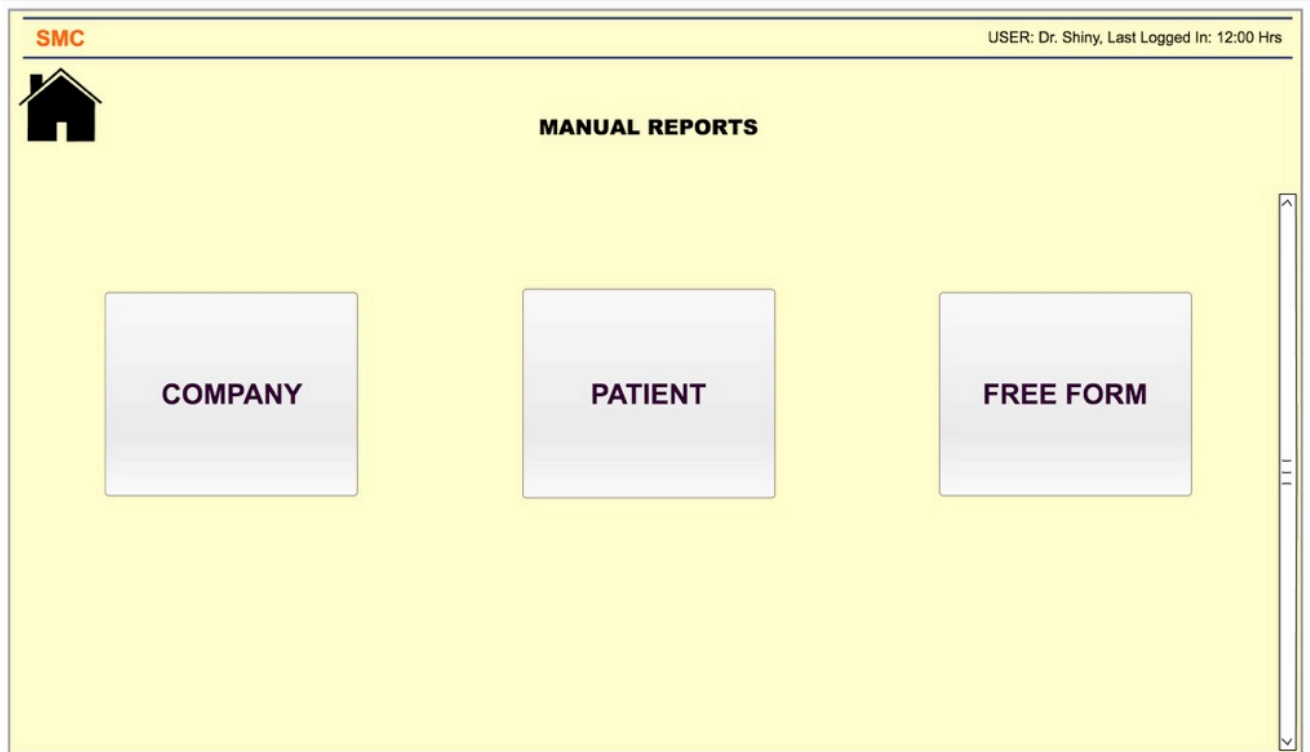 SMC
USER: Dr. Shiny, Last Logged In: 12:00 Hrs
MANUAL REPORTS
COMPANY
PATIENT
FREE FORM